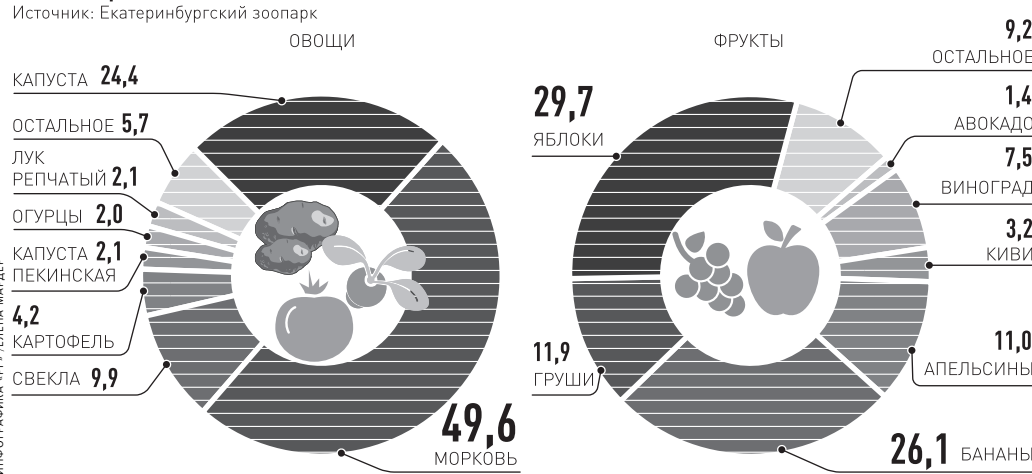 Источник: Екатеринбургский зоопарк
ОВОЩИ
КАПУСТА 24,4
ОСТАЛЬНОЕ 5,7
ЛУК
РЕПЧАТЫЙ 2,1
ОГУРЦЫ 2,0
КАПУСТА 2,1
ПЕКИНСКАЯ
4,2
КАРТОФЕЛЬ
СВЕКЛА 9,9
49,6
МОРКОВЬ
ФРУКТЫ
29,7
ЯБЛОКИ
11,9
ГРУШИ
9,2
ОСТАЛЬНОЕ
1,4
АВОКАДО
7,5
ВИНОГРАД
3,2
КИВИ
11,0
АПЕЛЬСИНЫ
26,1 БАНАНЫ